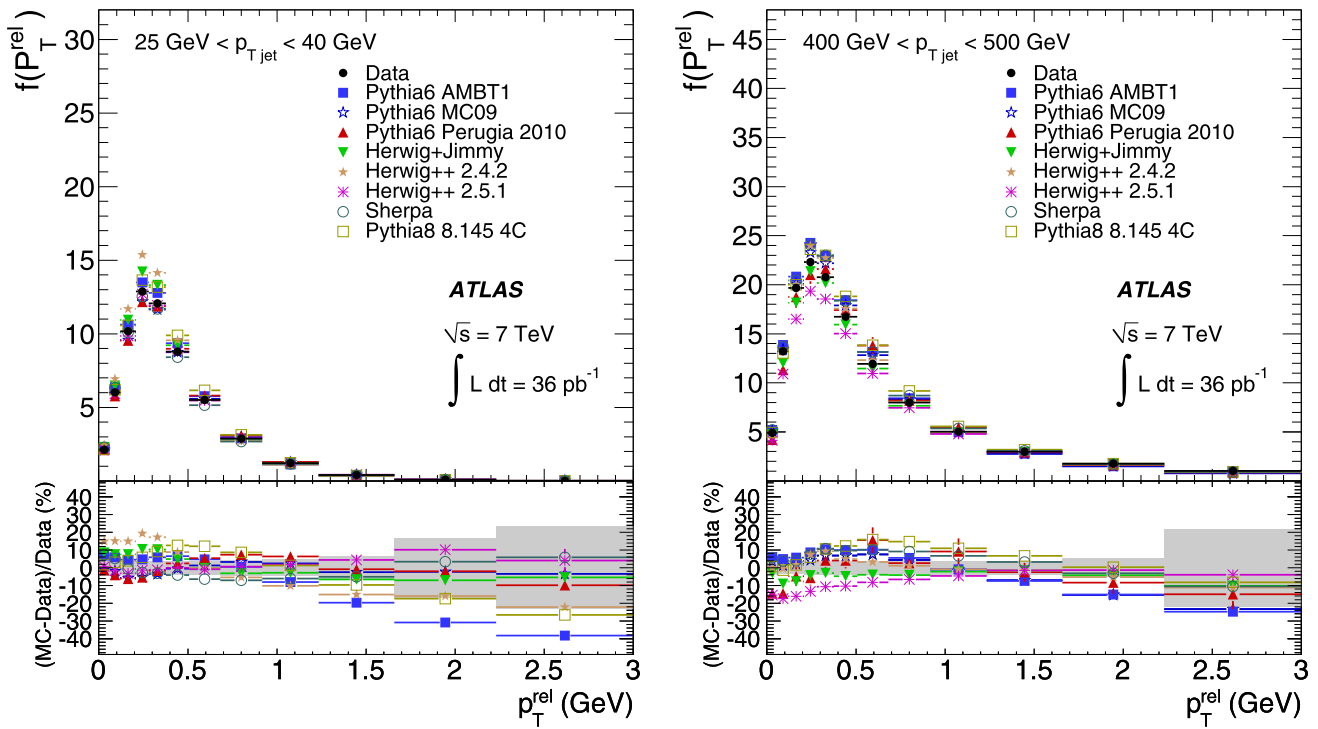 f(P_T^rel)
25 GeV < p_T jet < 40 GeV
Data
Pythia6 AMBT1
Pythia6 MC09
Pythia6 Perugia 2010
Herwig+Jimmy
Herwig++ 2.4.2
Herwig++ 2.5.1
Sherpa
Pythia8 8.145 4C
ATLAS
√s = 7 TeV
∫ L dt = 36 pb⁻¹
30
25
20
15
10
5
(MC-Data)/Data (%)
40
30
20
10
0
-10
-20
-30
-40
0 0.5 1 1.5 2 2.5 3
p_T^rel (GeV)
f(P_T^rel)
400 GeV < p_T jet < 500 GeV
Data
Pythia6 AMBT1
Pythia6 MC09
Pythia6 Perugia 2010
Herwig+Jimmy
Herwig++ 2.4.2
Herwig++ 2.5.1
Sherpa
Pythia8 8.145 4C
ATLAS
√s = 7 TeV
∫ L dt = 36 pb⁻¹
45
40
35
30
25
20
15
10
5
(MC-Data)/Data (%)
40
30
20
10
0
-10
-20
-30
-40
0 0.5 1 1.5 2 2.5 3
p_T^rel (GeV)